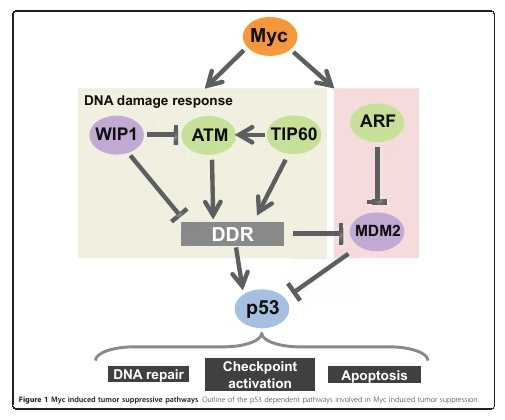 Myc
DNA damage response
WIP1
ATM
TIP60
ARF
DDR
MDM2
p53
DNA repair
Checkpoint
activation
Apoptosis
Figure 1 Myc induced tumor suppressive pathways. Outline of the p53 dependent pathways involved in Myc induced tumor suppression.